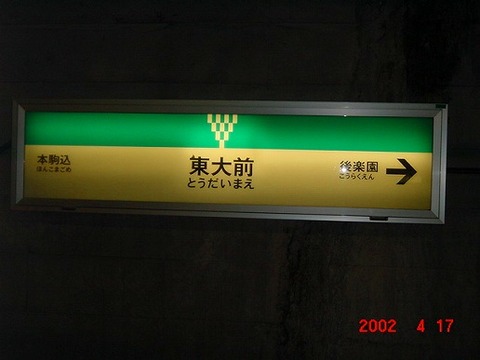 本駒込
ほんこまごめ
東大前
とうだいまえ
後楽園
こうらくえん
2002 4 17